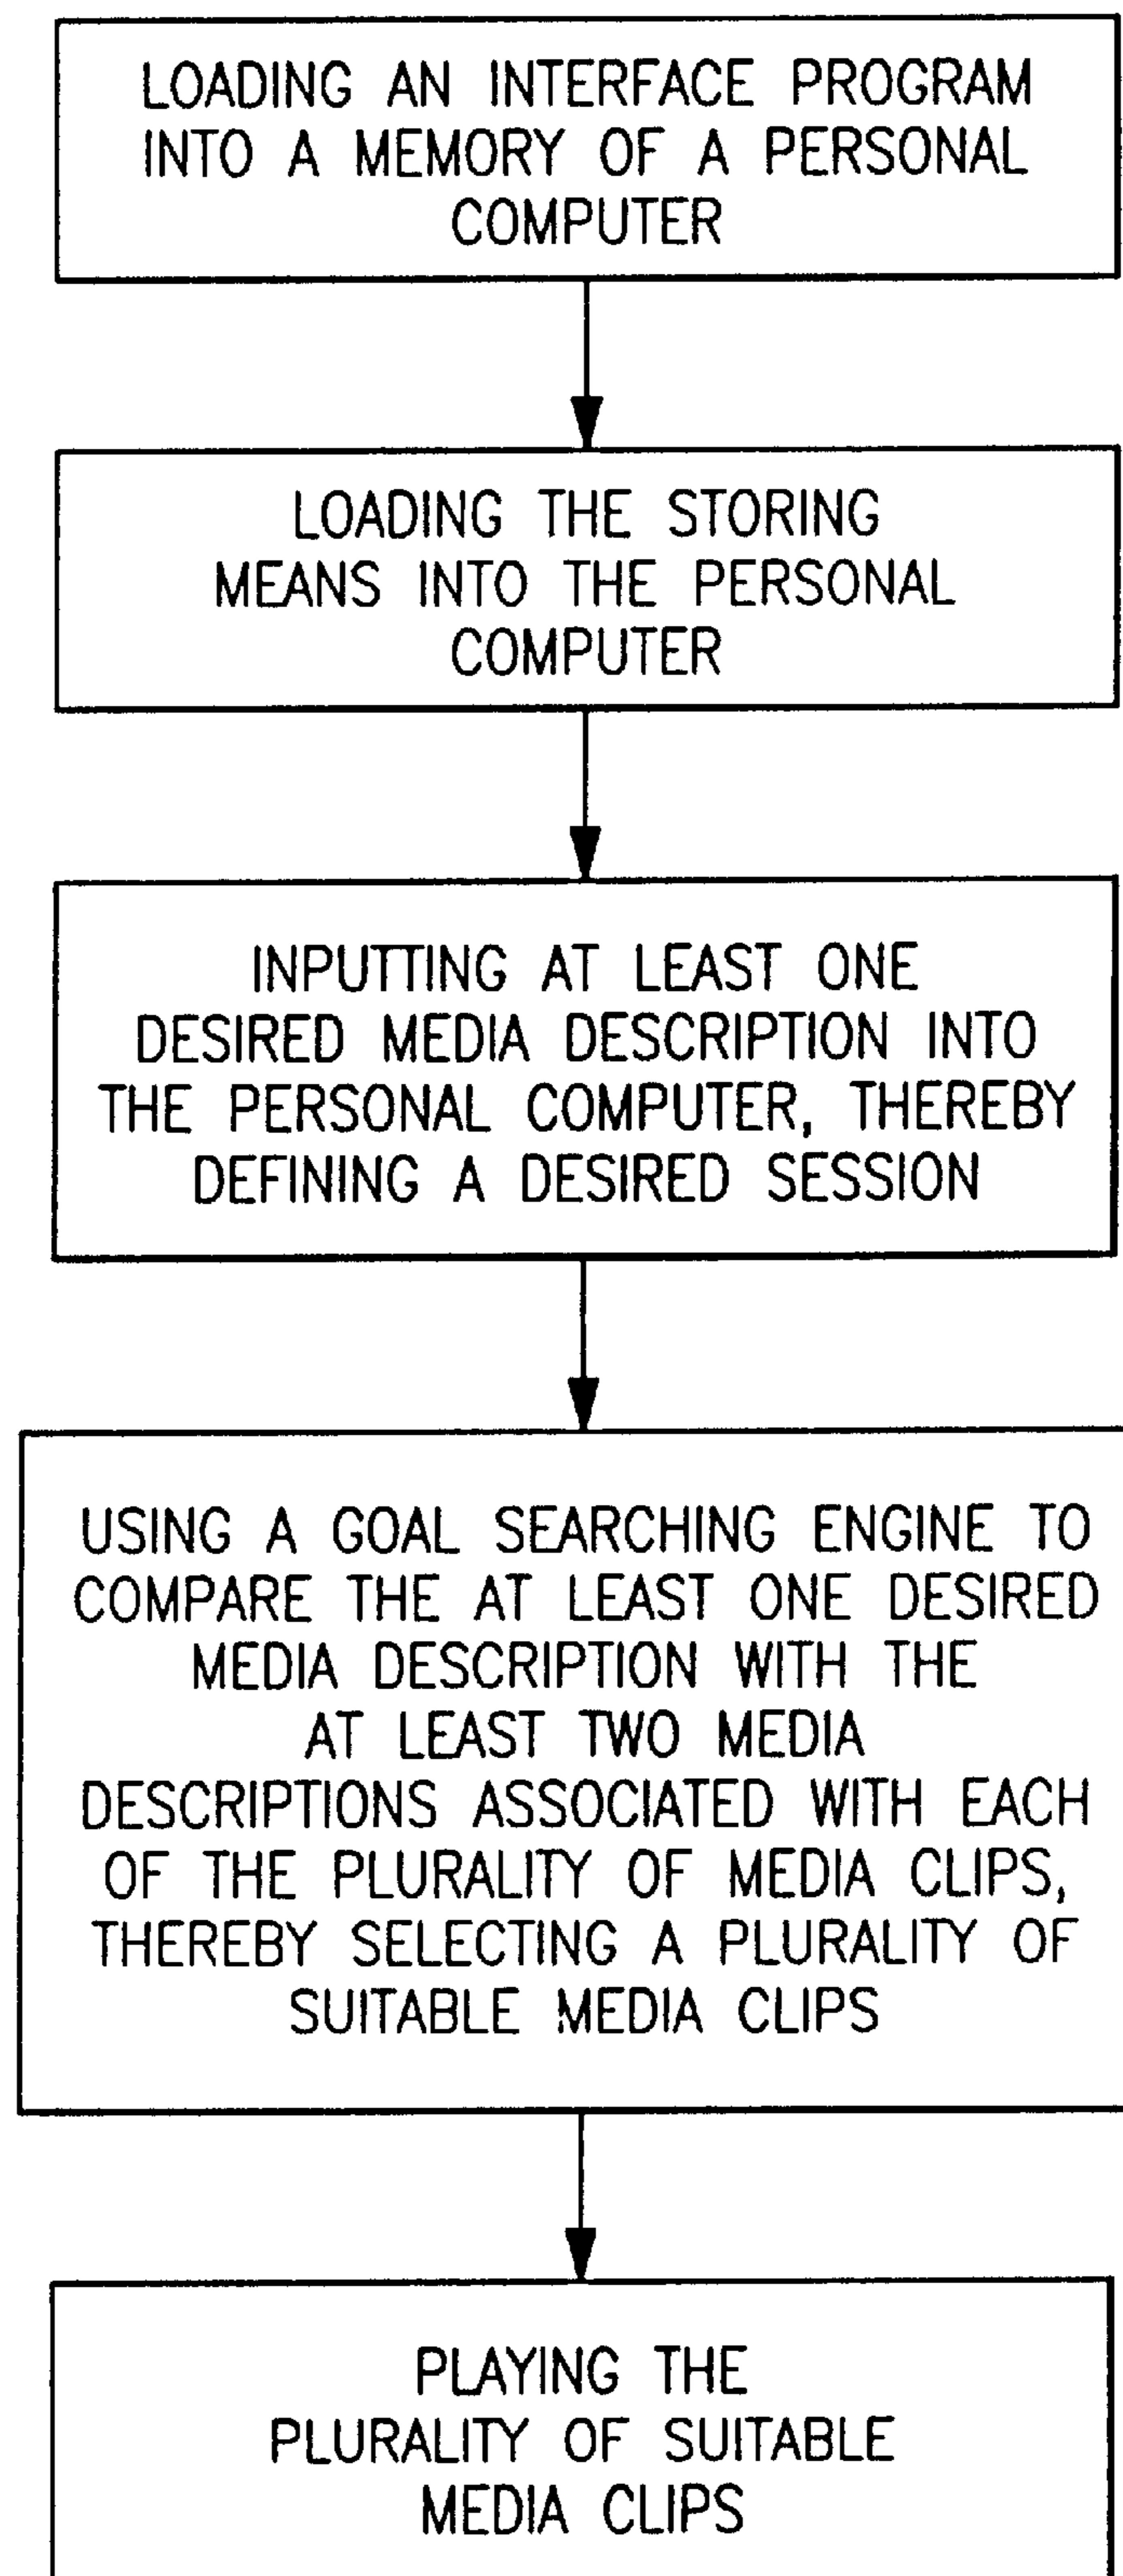 LOADING AN INTERFACE PROGRAM
INTO A MEMORY OF A PERSONAL
COMPUTER
LOADING THE STORING
MEANS INTO THE PERSONAL
COMPUTER
INPUTTING AT LEAST ONE
DESIRED MEDIA DESCRIPTION INTO
THE PERSONAL COMPUTER, THEREBY
DEFINING A DESIRED SESSION
USING A GOAL SEARCHING ENGINE TO
COMPARE THE AT LEAST ONE DESIRED
MEDIA DESCRIPTION WITH THE
AT LEAST TWO MEDIA
DESCRIPTIONS ASSOCIATED WITH EACH
OF THE PLURALITY OF MEDIA CLIPS,
THEREBY SELECTING A PLURALITY OF
SUITABLE MEDIA CLIPS
PLAYING THE
PLURALITY OF SUITABLE
MEDIA CLIPS